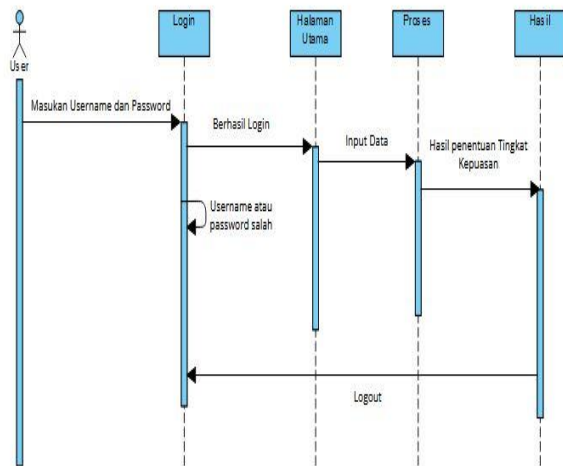 Login
Halaman
Utama
Proses
Hasil
User
Masukan Username dan Password
Berhasil Login
Input Data
Hasil penentuan Tingkat
Kepuasan
Username atau
password salah
Logout